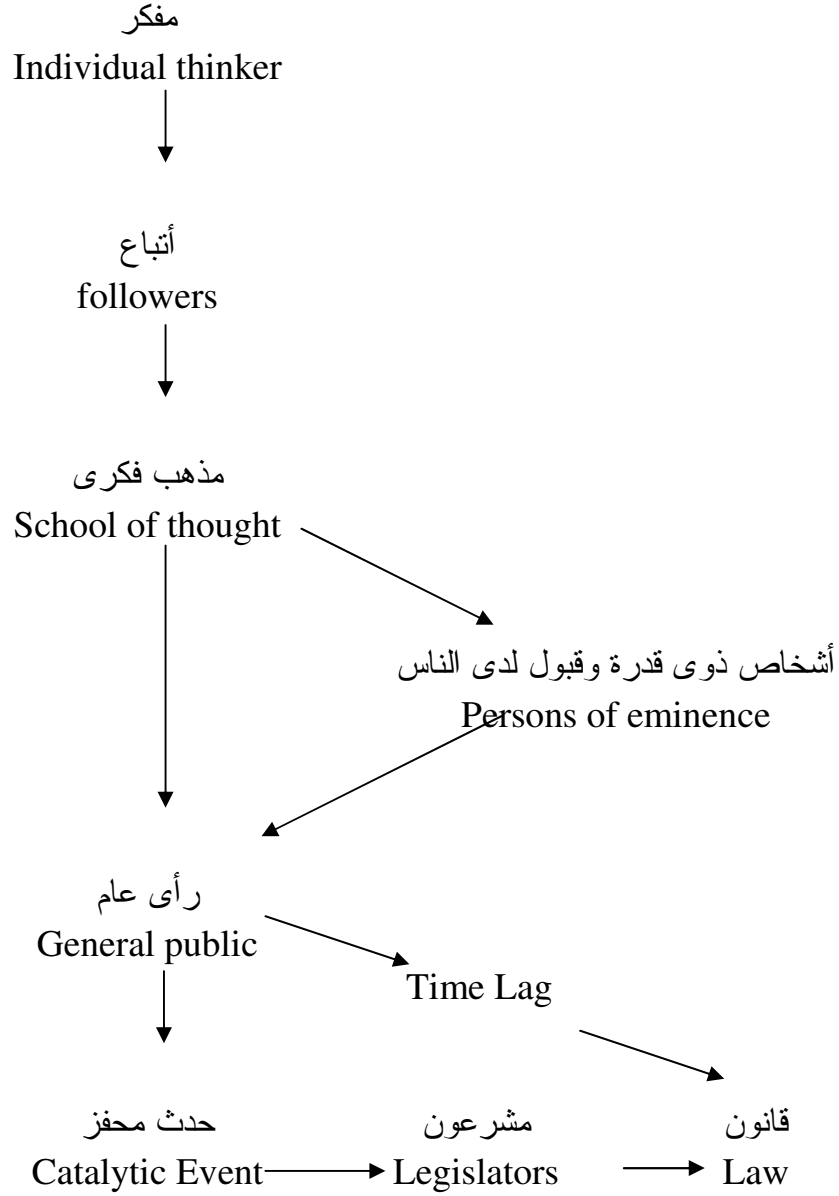 مفكر
Individual thinker
أتباع
followers
مذهب فكرى
School of thought
أشخاص ذوى قدرة وقبول لدى الناس
Persons of eminence
رأى عام
General public
Time Lag
حدث محفز
Catalytic Event
مشرعون
Legislators
قانون
Law